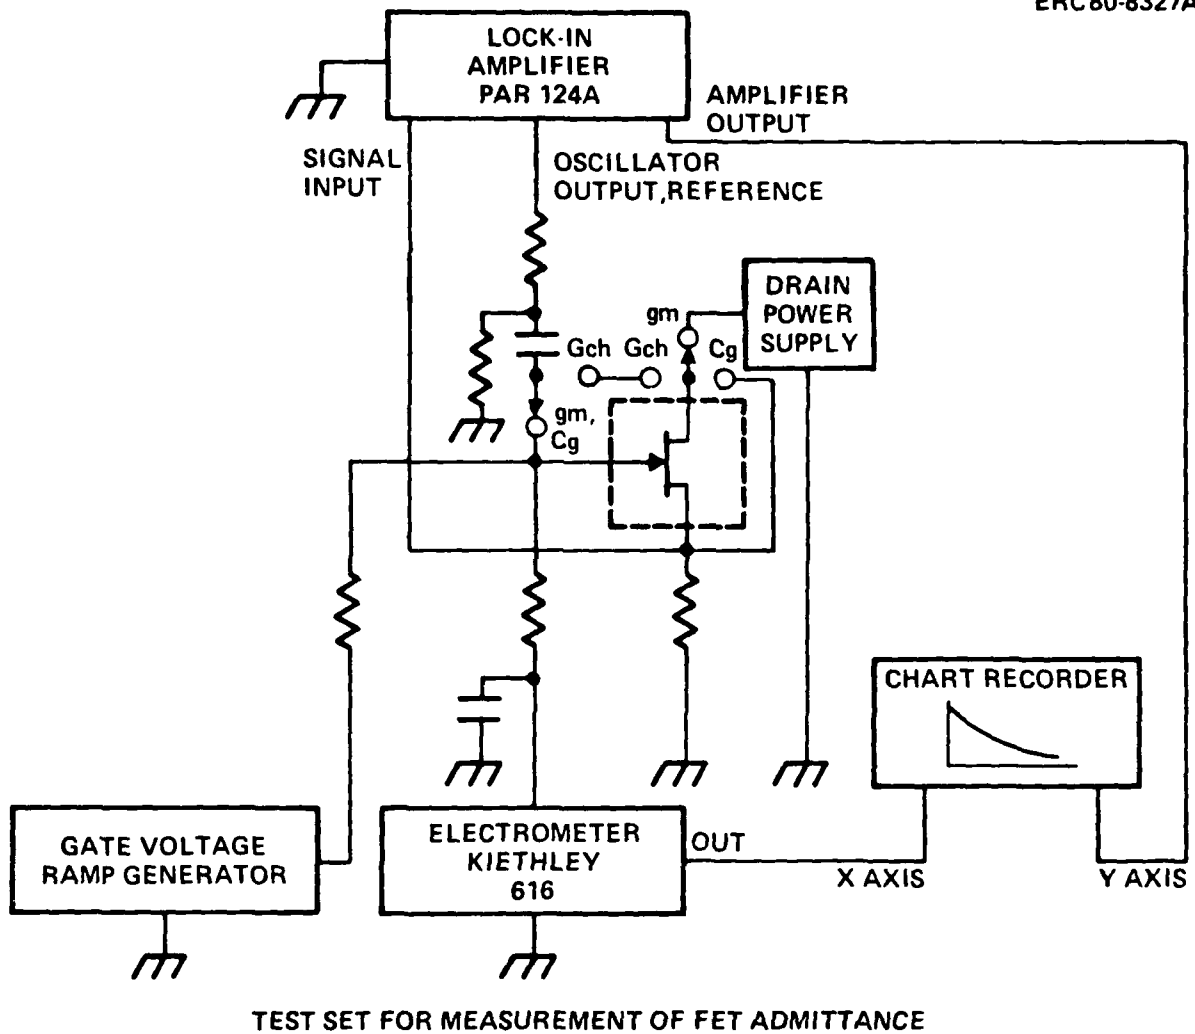 ERC80-8327A
LOCK-IN
AMPLIFIER
PAR 124A
AMPLIFIER
OUTPUT
SIGNAL
INPUT
OSCILLATOR
OUTPUT,REFERENCE
DRAIN
POWER
SUPPLY
gm
Gch Gch Cg
gm,
Cg
CHART RECORDER
GATE VOLTAGE
RAMP GENERATOR
ELECTROMETER
KIETHLEY
616
OUT
X AXIS
Y AXIS
TEST SET FOR MEASUREMENT OF FET ADMITTANCE